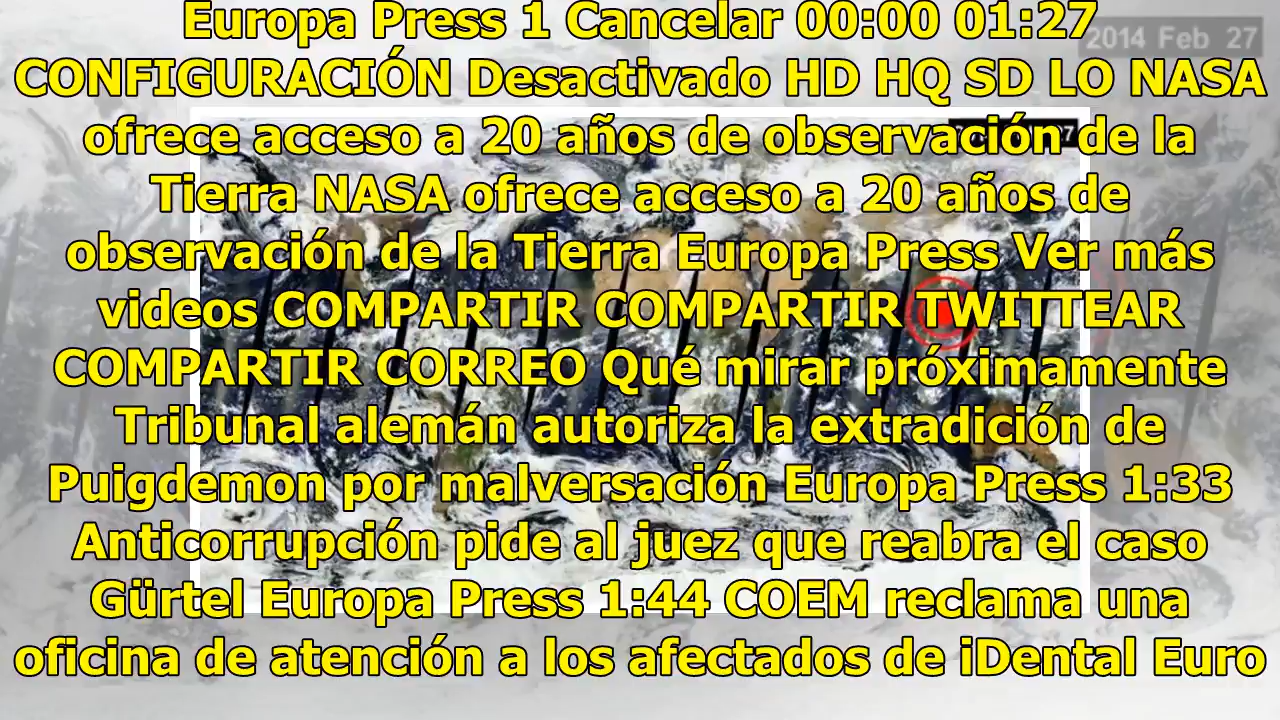 Europa Press 1 Cancelar 00:00 01:27
2014 Feb 27
CONFIGURACIÓN Desactivado HD HQ SD LO NASA
ofrece acceso a 20 años de observación de la
Tierra NASA ofrece acceso a 20 años de
observación de la Tierra Europa Press Ver más
videos COMPARTIR COMPARTIR TWITTEAR
COMPARTIR CORREO Qué mirar próximamente
Tribunal alemán autoriza la extradición de
Puigdemon por malversación Europa Press 1:33
Anticorrupción pide al juez que reabra el caso
Gürtel Europa Press 1:44 COEM reclama una
oficina de atención a los afectados de iDental Euro